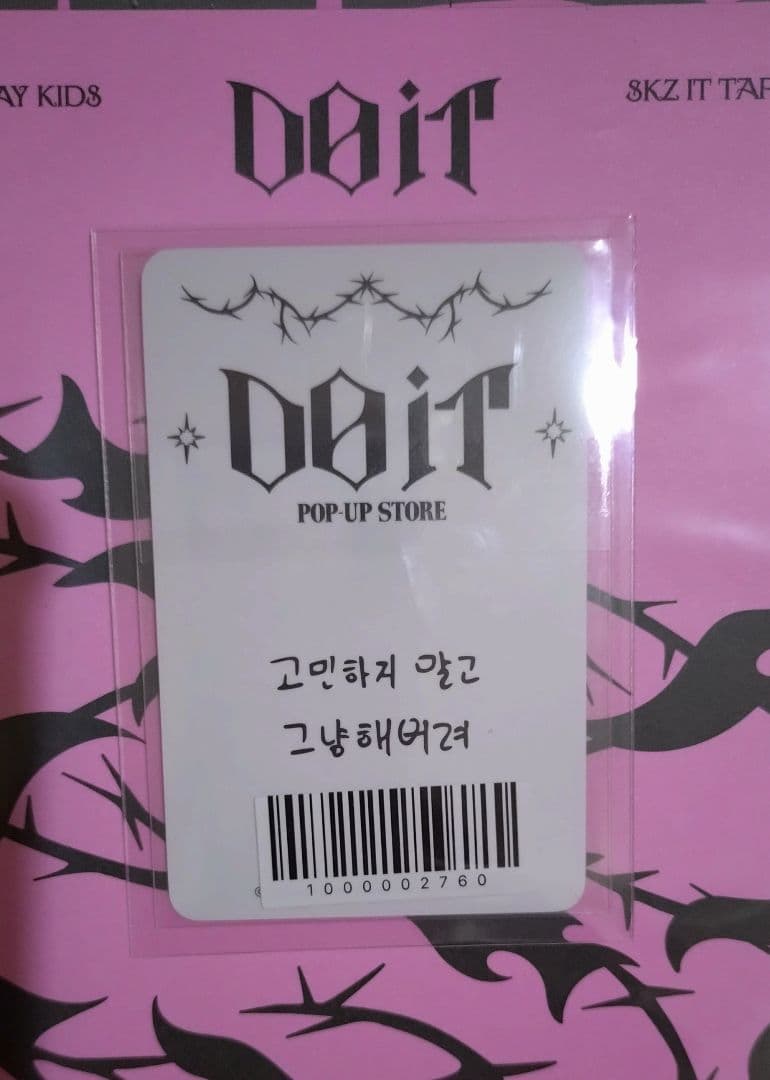 AY KIDS
DO iT
SKZ IT TAP
DO iT
POP-UP STORE
고민하지 말고
그냥해버려
©
1000002760